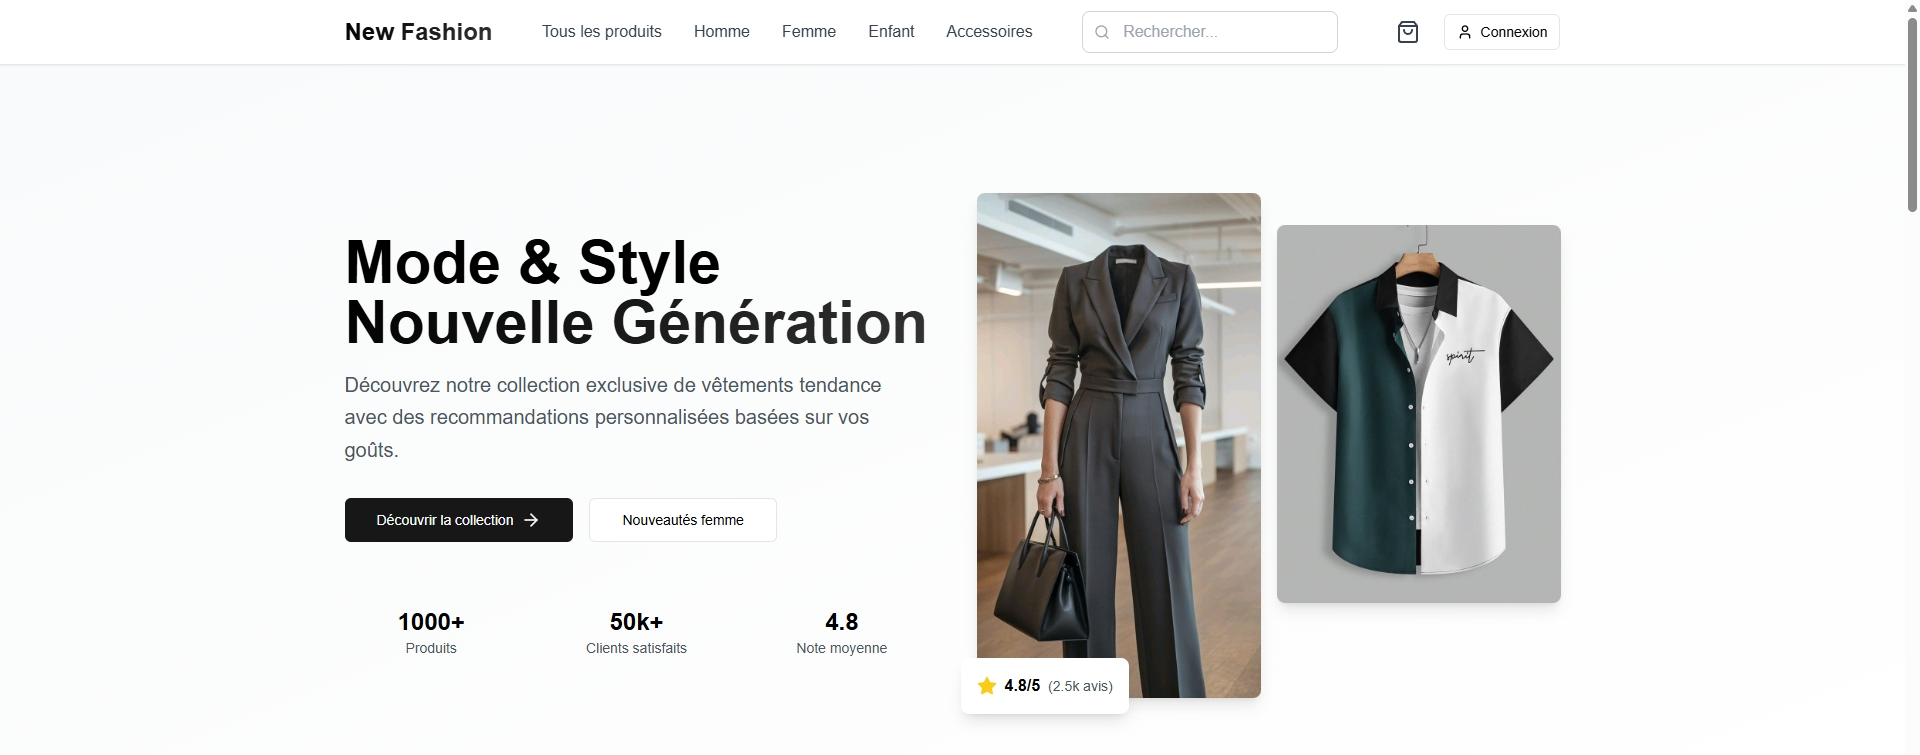 New Fashion
Tous les produits
Homme
Femme
Enfant
Accessoires
Rechercher...
Connexion
Mode & Style
Nouvelle Génération
Découvrez notre collection exclusive de vêtements tendance
avec des recommandations personnalisées basées sur vos
goûts.
Découvrir la collection
Nouveautés femme
1000+
Produits
50k+
Clients satisfaits
4.8
Note moyenne
spirit
4.8/5 (2.5k avis)